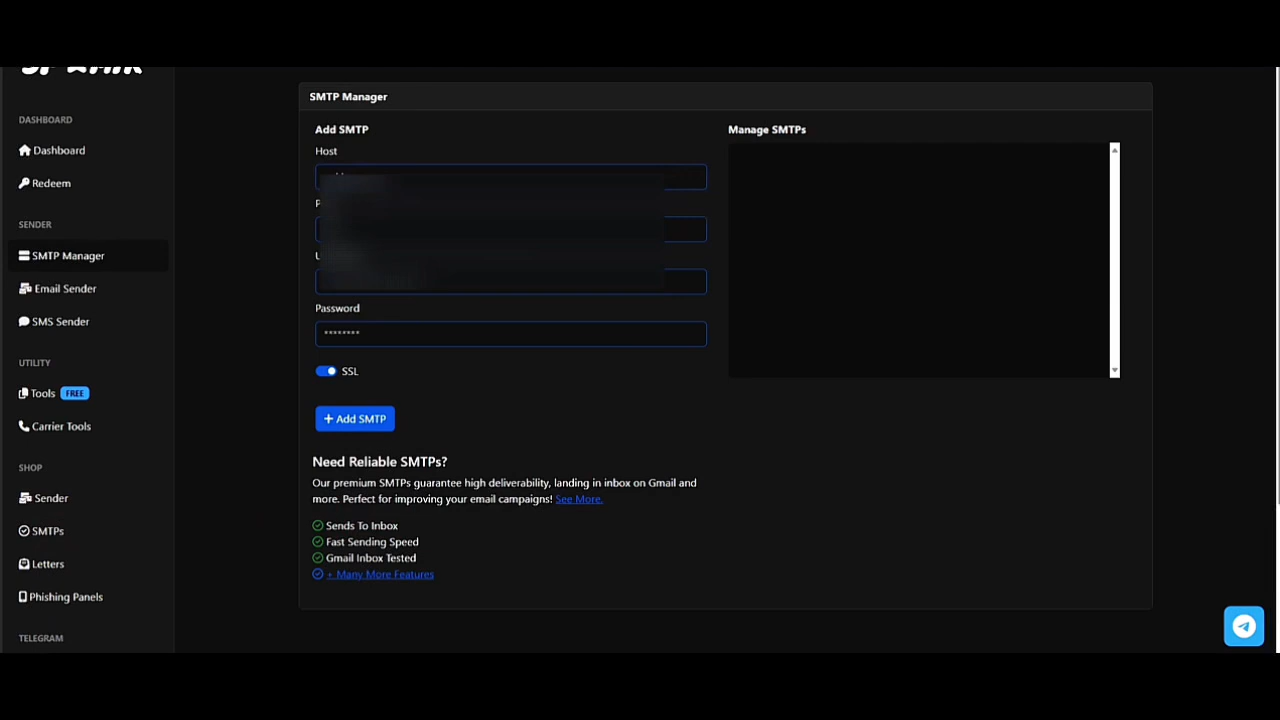 DASHBOARD
Dashboard
Redeem
SENDER
SMTP Manager
Email Sender
SMS Sender
UTILITY
Tools FREE
Carrier Tools
SHOP
Sender
SMTPs
Letters
Phishing Panels
TELEGRAM
SMTP Manager
Add SMTP
Host
Password
********
SSL
+ Add SMTP
Need Reliable SMTPs?
Our premium SMTPs guarantee high deliverability, landing in inbox on Gmail and
more. Perfect for improving your email campaigns! See More.
Sends To Inbox
Fast Sending Speed
Gmail Inbox Tested
+ Many More Features
Manage SMTPs